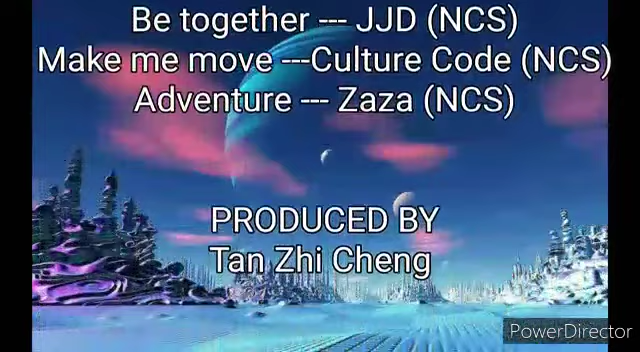 Be together --- JJD (NCS)
Make me move ---Culture Code (NCS)
Adventure --- Zaza (NCS)
PRODUCED BY
Tan Zhi Cheng
PowerDirector